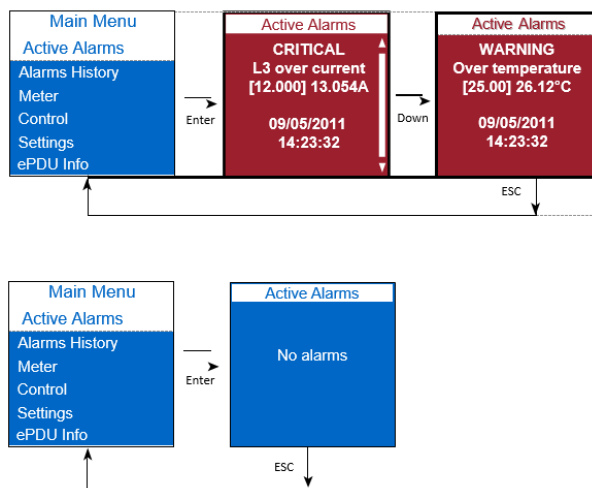 Main Menu
Active Alarms
Alarms History
Meter
Control
Settings
ePDU Info
Enter
Active Alarms
CRITICAL
L3 over current
[12.000] 13.054A
09/05/2011
14:23:32
Down
Active Alarms
WARNING
Over temperature
[25.00] 26.12°C
09/05/2011
14:23:32
ESC
Main Menu
Active Alarms
Alarms History
Meter
Control
Settings
ePDU Info
Enter
Active Alarms
No alarms
ESC